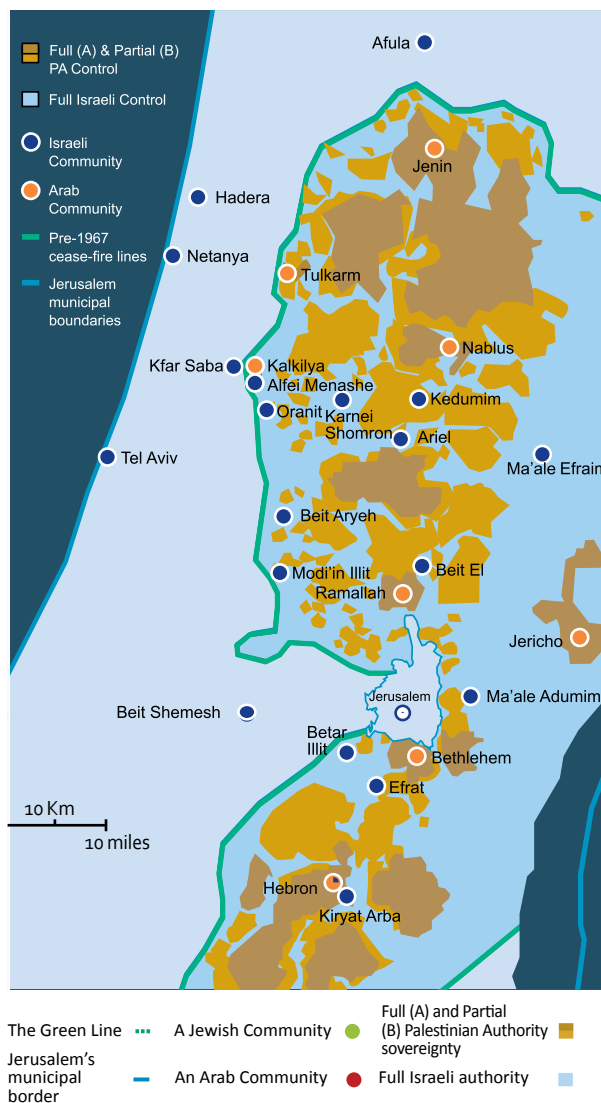 Full (A) & Partial (B)
PA Control
Full Israeli Control
Israeli
Community
Arab
Community
Pre-1967
cease-fire lines
Jerusalem
municipal
boundaries
Afula
Jenin
Hadera
Netanya
Tulkarm
Nablus
Kfar Saba
Kalkilya
Alfei Menashe
Kedumim
Oranit
Karnei
Shomron
Ariel
Tel Aviv
Ma'ale Efraim
Beit Aryeh
Modi'in Illit
Beit El
Ramallah
Jericho
Jerusalem
Ma'ale Adumim
Beit Shemesh
Betar
Illit
Bethlehem
Efrat
10 Km
10 miles
Hebron
Kiryat Arba
The Green Line
A Jewish Community
Full (A) and Partial
(B) Palestinian Authority
sovereignty
Jerusalem's
municipal
border
An Arab Community
Full Israeli authority